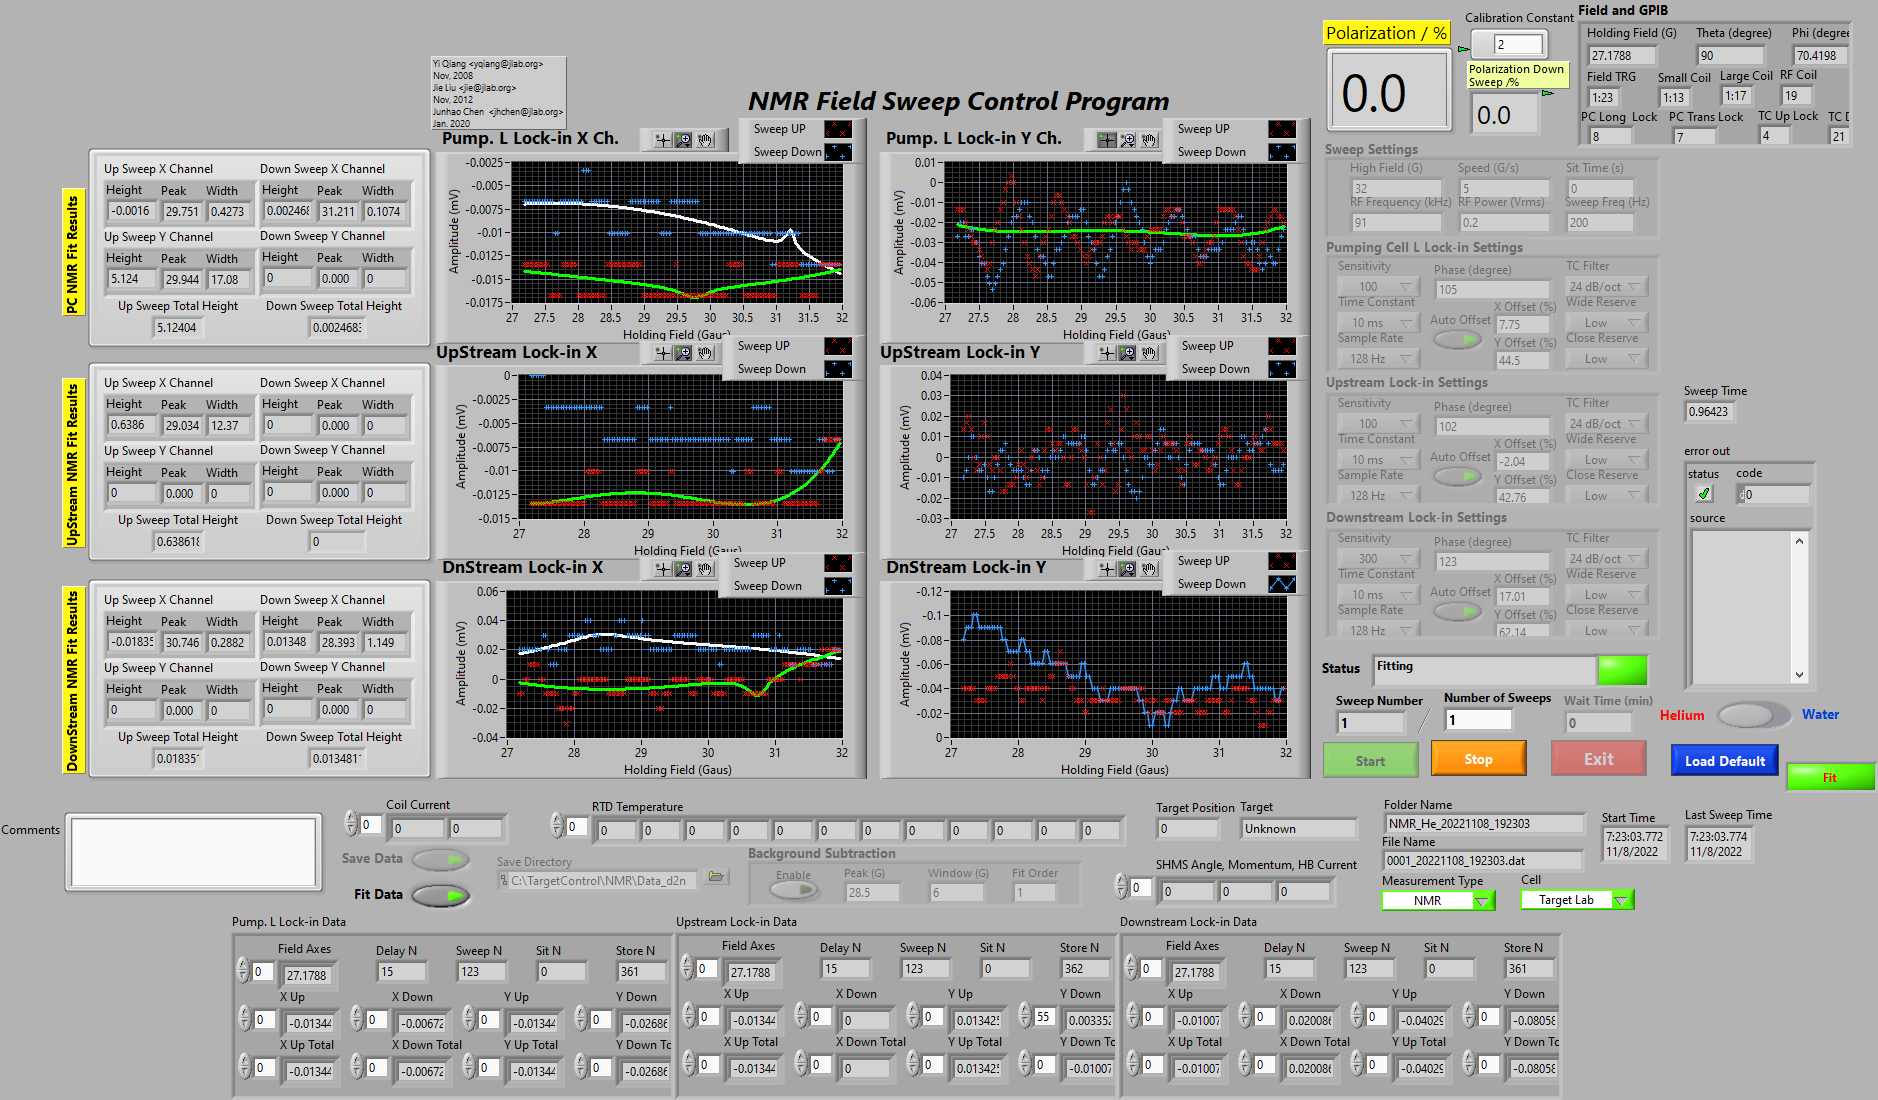 Yi Qiang <yqiang@jlab.org>
Nov, 2008
Jie Liu <jie@jlab.org>
Nov, 2012
Junhao Chen <jhchen@jlab.org>
Jan. 2020
NMR Field Sweep Control Program
Polarization / %
0.0
Calibration Constant
2
Polarization Down
Sweep /%
0.0
Field and GPIB
Holding Field (G) Theta (degree) Phi (degree
27.1788 90 70.4198
Field TRG Small Coil Large Coil RF Coil
1:23 1:13 1:17 19
PC Long Lock PC Trans Lock TC Up Lock TC D
8 7 4 21
PC NMR Fit Results
Up Sweep X Channel Down Sweep X Channel
Height Peak Width Height Peak Width
-0.0016 29.751 0.4273 0.002468 31.211 0.1074
Up Sweep Y Channel Down Sweep Y Channel
Height Peak Width Height Peak Width
5.124 29.944 17.08 0 0.000 0
Up Sweep Total Height Down Sweep Total Height
5.12404 0.002468
Pump. L Lock-in X Ch.
Sweep UP
Sweep Down
Amplitude (mV)
-0.0025
-0.005
-0.0075
-0.01
-0.0125
-0.015
-0.0175
27 27.5 28 28.5 29 29.5 30 30.5 31 31.5 32
Holding Field (Gaus)
Pump. L Lock-in Y Ch.
Sweep UP
Sweep Down
Amplitude (mV)
0.01
0
-0.01
-0.02
-0.03
-0.04
-0.05
-0.06
27 27.5 28 28.5 29 29.5 30 30.5 31 31.5 32
Holding Field (Gaus)
UpStream NMR Fit Results
Up Sweep X Channel Down Sweep X Channel
Height Peak Width Height Peak Width
0.6386 29.034 12.37 0 0.000 0
Up Sweep Y Channel Down Sweep Y Channel
Height Peak Width Height Peak Width
0 0.000 0 0 0.000 0
Up Sweep Total Height Down Sweep Total Height
0.638618 0
UpStream Lock-in X
Sweep UP
Sweep Down
Amplitude (mV)
0
-0.0025
-0.005
-0.0075
-0.01
-0.0125
-0.015
27 28 29 30 31 32
Holding Field (Gaus)
UpStream Lock-in Y
Sweep UP
Sweep Down
Amplitude (mV)
0.04
0.03
0.02
0.01
0
-0.01
-0.02
-0.03
27 27.5 28 28.5 29 29.5 30 30.5 31 31.5 32
Holding Field (Gaus)
DownStream NMR Fit Results
Up Sweep X Channel Down Sweep X Channel
Height Peak Width Height Peak Width
-0.01835 30.746 0.2882 0.01348 28.393 1.149
Up Sweep Y Channel Down Sweep Y Channel
Height Peak Width Height Peak Width
0 0.000 0 0 0.000 0
Up Sweep Total Height Down Sweep Total Height
0.01835 0.013481
DnStream Lock-in X
Sweep UP
Sweep Down
Amplitude (mV)
0.06
0.04
0.02
0
-0.02
-0.04
27 28 29 30 31 32
Holding Field (Gaus)
DnStream Lock-in Y
Sweep UP
Sweep Down
Amplitude (mV)
-0.12
-0.1
-0.08
-0.06
-0.04
-0.02
0
27 28 29 30 31 32
Holding Field (Gaus)
Sweep Settings
High Field (G) Speed (G/s) Sit Time (s)
32 5 0
RF Frequency (kHz) RF Power (Vrms) Sweep Freq (Hz)
91 0.2 200
Pumping Cell L Lock-in Settings
Sensitivity Phase (degree) TC Filter
100 105 24 dB/oct
Time Constant X Offset (%) Wide Reserve
10 ms Auto Offset 7.75 Low
Sample Rate Y Offset (%) Close Reserve
128 Hz 44.5 Low
Upstream Lock-in Settings
Sensitivity Phase (degree) TC Filter
100 102 24 dB/oct
Time Constant X Offset (%) Wide Reserve
10 ms Auto Offset -2.04 Low
Sample Rate Y Offset (%) Close Reserve
128 Hz 42.76 Low
Downstream Lock-in Settings
Sensitivity Phase (degree) TC Filter
300 123 24 dB/oct
Time Constant X Offset (%) Wide Reserve
10 ms Auto Offset 17.01 Low
Sample Rate Y Offset (%) Close Reserve
128 Hz 62.14 Low
Sweep Time
0.96423
error out
status code
0
source
Status Fitting
Sweep Number Number of Sweeps Wait Time (min)
1 / 1 0
Helium Water
Start Stop Exit Load Default Fit
Comments
Coil Current
0 0 0
Save Data
Fit Data
RTD Temperature
0 0 0 0 0 0 0 0 0 0 0 0 0
Save Directory
C:\TargetControl\NMR\Data_d2n
Background Subtraction
Enable Peak (G) Window (G) Fit Order
28.5 6 1
Target Position Target
0 Unknown
SHMS Angle, Momentum, HB Current
0 0 0 0
Folder Name
NMR_He_20221108_192303
File Name
0001_20221108_192303.dat
Measurement Type Cell
NMR Target Lab
Start Time
7:23:03.772
11/8/2022
Last Sweep Time
7:23:03.774
11/8/2022
Pump. L Lock-in Data
Field Axes Delay N Sweep N Sit N Store N
0 27.1788 15 123 0 361
X Up X Down Y Up Y Down
0 -0.01344 0 -0.00672 0 -0.01344 0 -0.02686
X Up Total X Down Total Y Up Total Y Down To
0 -0.01344 0 -0.00672 0 -0.01344 0 -0.02686
Upstream Lock-in Data
Field Axes Delay N Sweep N Sit N Store N
0 27.1788 15 123 0 362
X Up X Down Y Up Y Down
0 -0.01344 0 0 0 0.01342 55 0.003352
X Up Total X Down Total Y Up Total Y Down To
0 -0.01344 0 0 0 0.01342 0 -0.01007
Downstream Lock-in Data
Field Axes Delay N Sweep N Sit N Store N
0 27.1788 15 123 0 361
X Up X Down Y Up Y Down
0 -0.01007 0 0.020086 0 -0.04029 0 -0.08058
X Up Total X Down Total Y Up Total Y Down To
0 -0.01007 0 0.020086 0 -0.04029 0 -0.08058